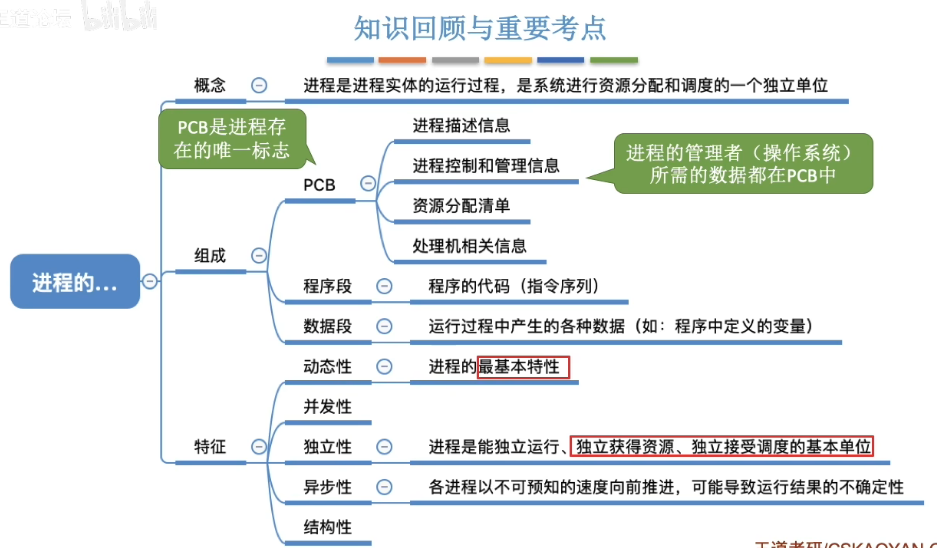 bilibili
知识回顾与重要考点
概念
进程是进程实体的运行过程，是系统进行资源分配和调度的一个独立单位
PCB是进程存
在的唯一标志
进程描述信息
进程控制和管理信息
进程的管理者（操作系统）
所需的数据都在PCB中
PCB
资源分配清单
处理机相关信息
组成
进程的...
程序段
程序的代码（指令序列）
数据段
运行过程中产生的各种数据（如：程序中定义的变量）
动态性
进程的最基本特性
并发性
特征
独立性
进程是能独立运行、独立获得资源、独立接受调度的基本单位
异步性
各进程以不可预知的速度向前推进，可能导致运行结果的不确定性
结构性